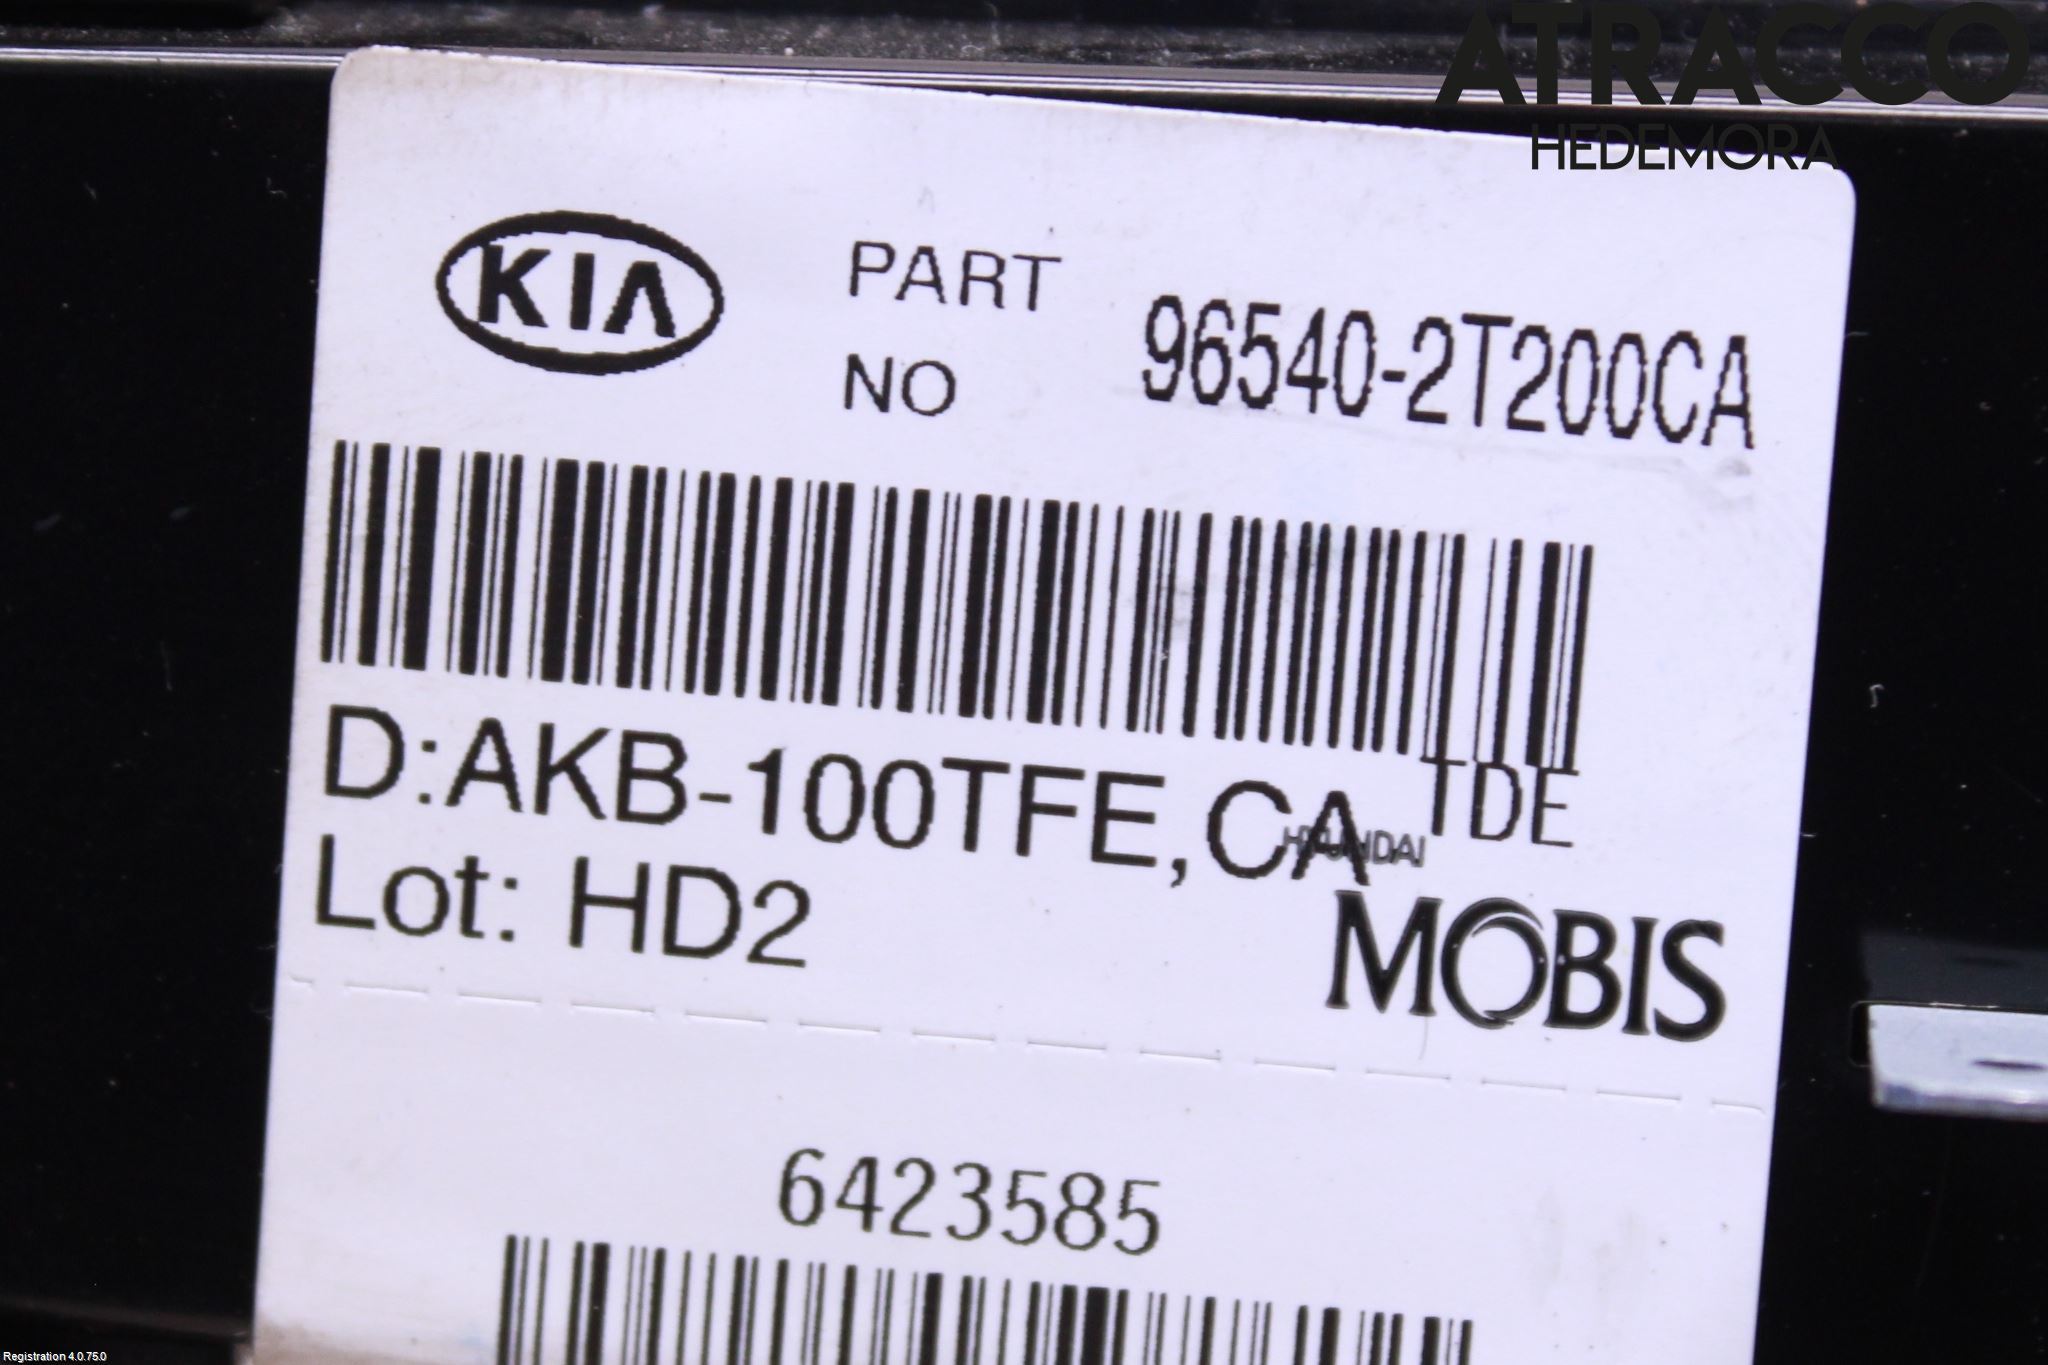 ATRACCO
HEDEMORA
KIA
PART
NO
96540-2T200CA
D:AKB-100TFE,CA
TDE
HYUNDAI
Lot: HD2
MOBIS
6423585
Registration 4.0.75.0